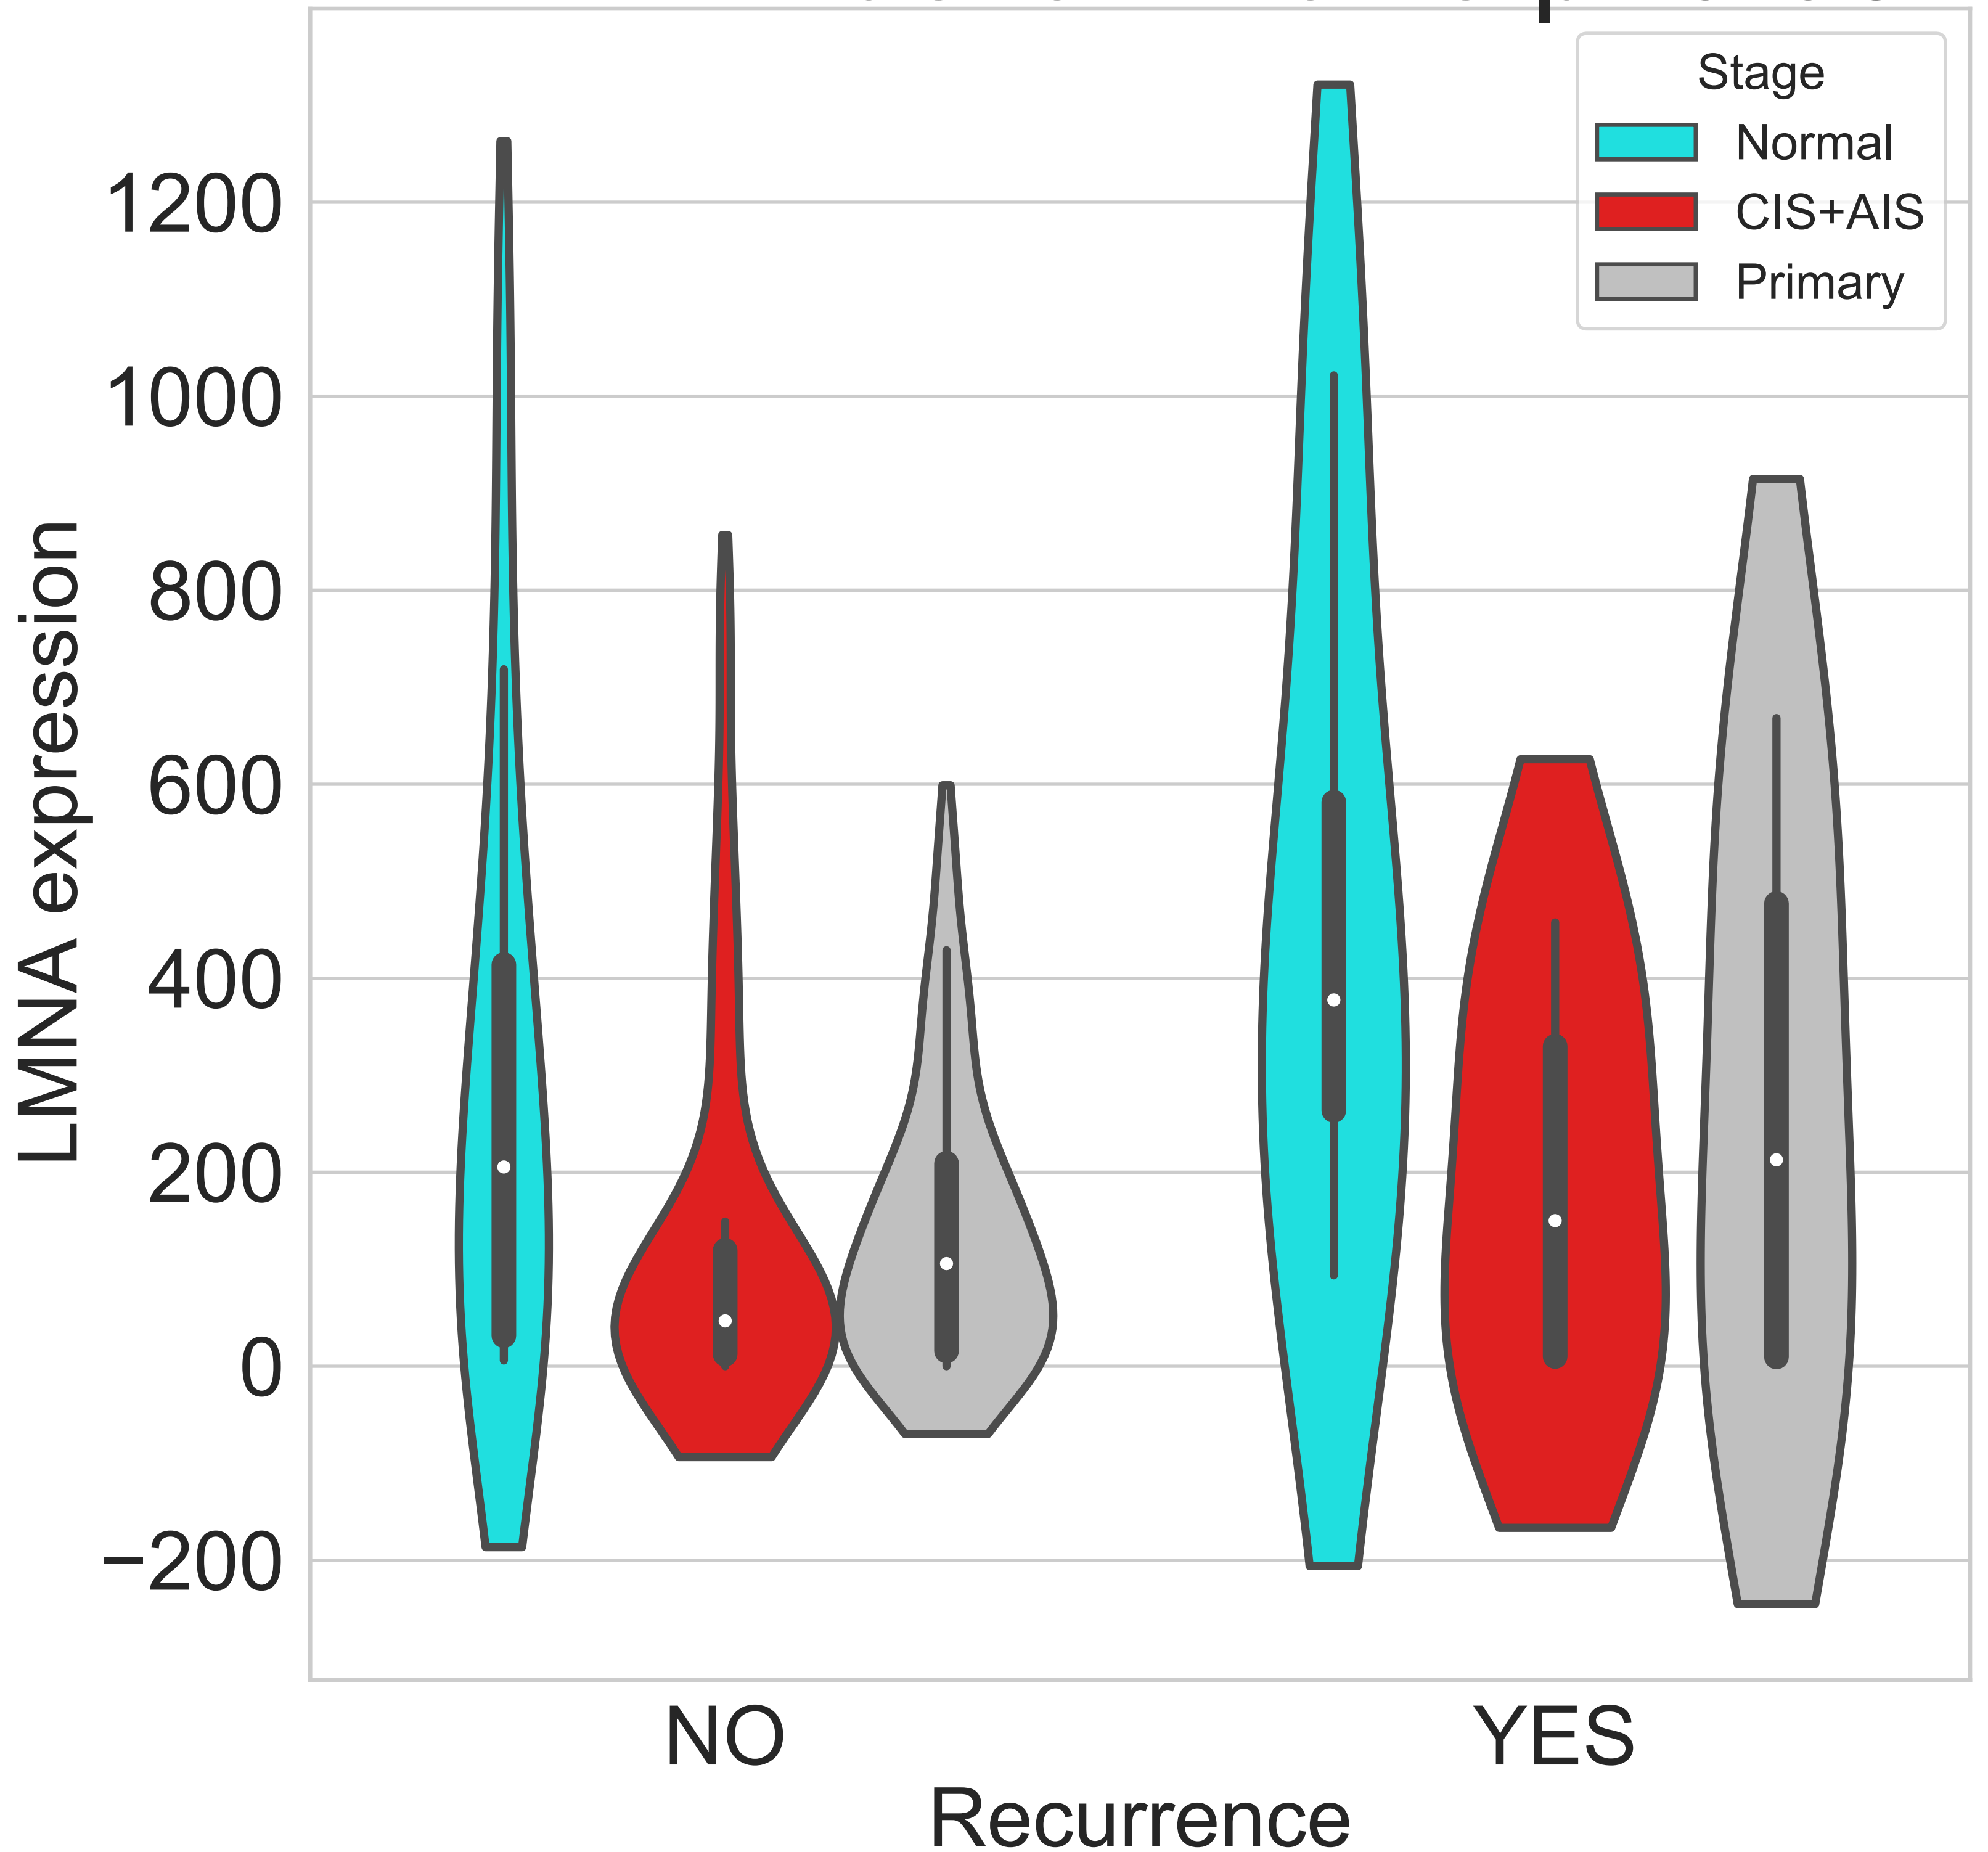 Stage
Normal
CIS+AIS
Primary
LMNA expression
1200
1000
800
600
400
200
0
−200
NO
YES
Recurrence